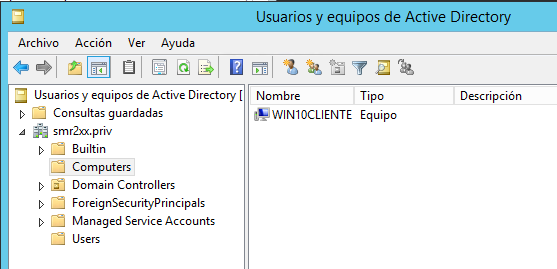 Usuarios y equipos de Active Directory
Archivo Acción Ver Ayuda
Usuarios y equipos de Active Directory [
Consultas guardadas
smr2xx.priv
Builtin
Computers
Domain Controllers
ForeignSecurityPrincipals
Managed Service Accounts
Users
Nombre Tipo Descripción
WIN10CLIENTE Equipo